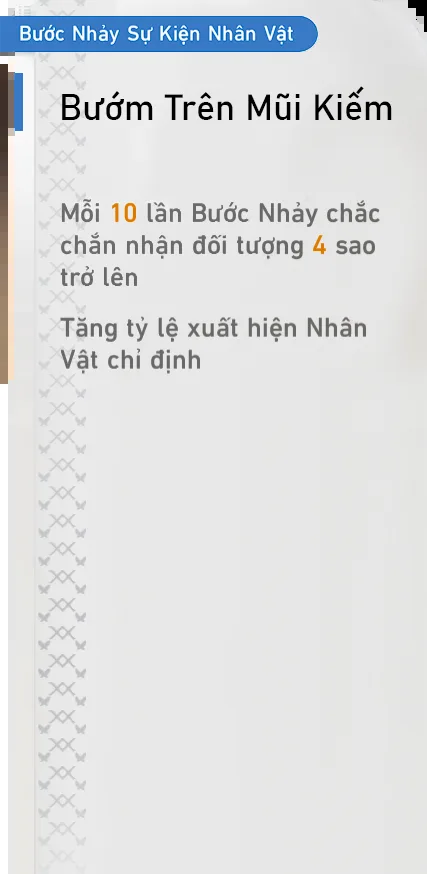 Bước Nhảy Sự Kiện Nhân Vật
Bướm Trên Mũi Kiếm
Mỗi 10 lần Bước Nhảy chắc
chắn nhận đối tượng 4 sao
trở lên
Tăng tỷ lệ xuất hiện Nhân
Vật chỉ định